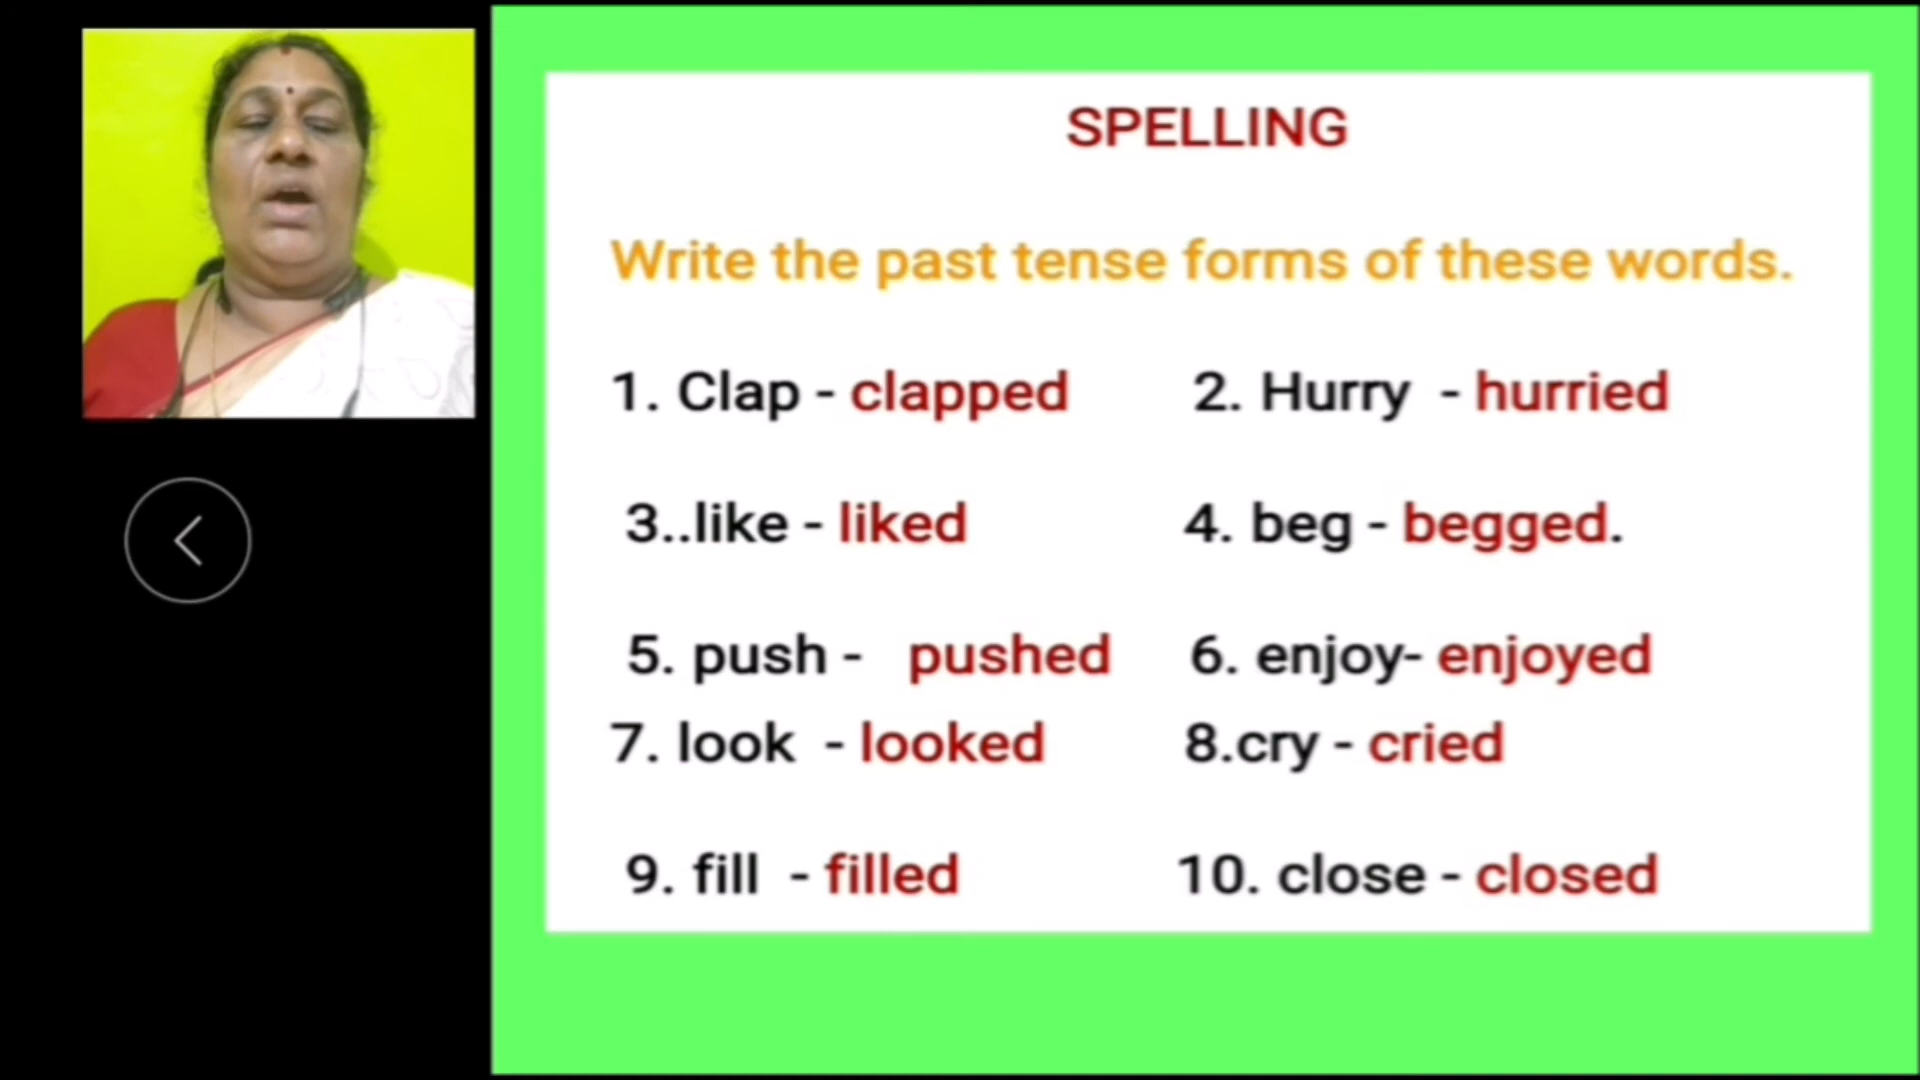 SPELLING
Write the past tense forms of these words.
1. Clap - clapped 2. Hurry - hurried
3..like - liked 4. beg - begged.
5. push - pushed 6. enjoy- enjoyed
7. look - looked 8.cry - cried
9. fill - filled 10. close - closed